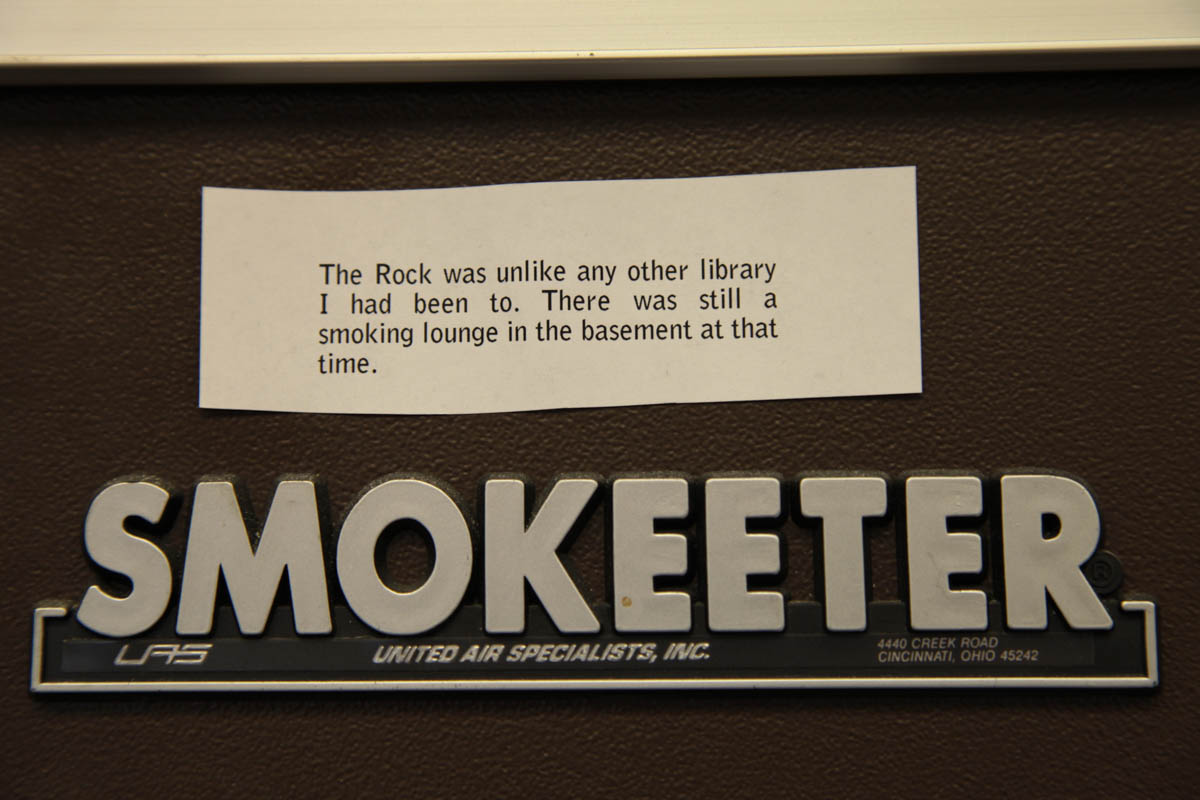 The Rock was unlike any other library
I had been to. There was still a
smoking lounge in the basement at that
time.
SMOKEETER®
UAS UNITED AIR SPECIALISTS, INC. 4440 CREEK ROAD
CINCINNATI, OHIO 45242